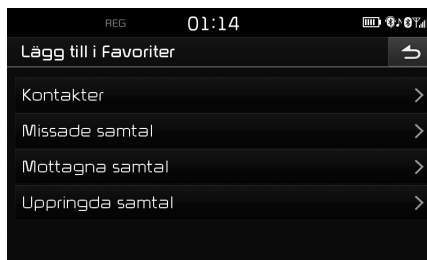 REG 01:14
Lägg till i Favoriter
Kontakter
Missade samtal
Mottagna samtal
Uppringda samtal